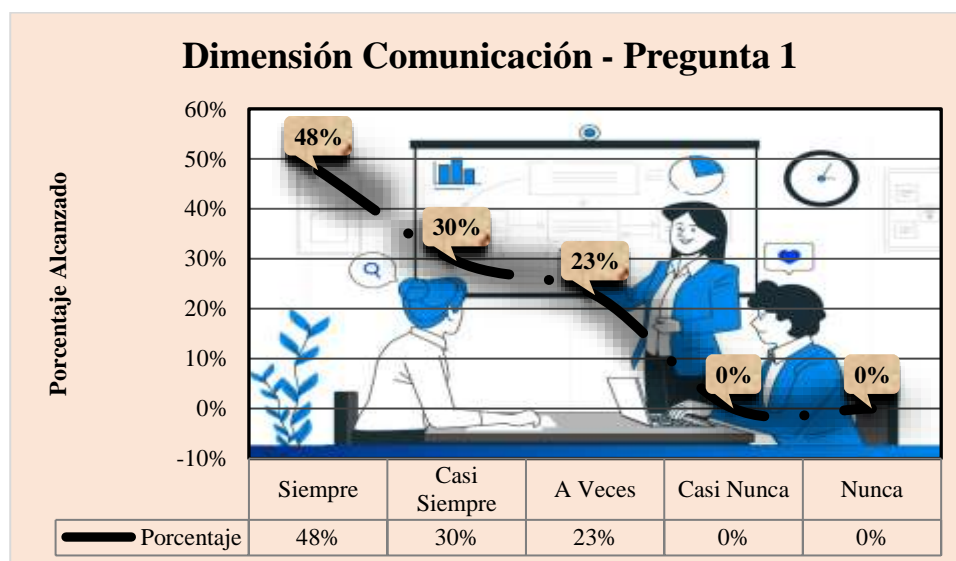 Dimensión Comunicación - Pregunta 1
Porcentaje Alcanzado
60%
50%
40%
30%
20%
10%
0%
-10%
48%
30%
23%
0%
0%
Siempre
Casi
Siempre
A Veces
Casi Nunca
Nunca
Porcentaje
48%
30%
23%
0%
0%